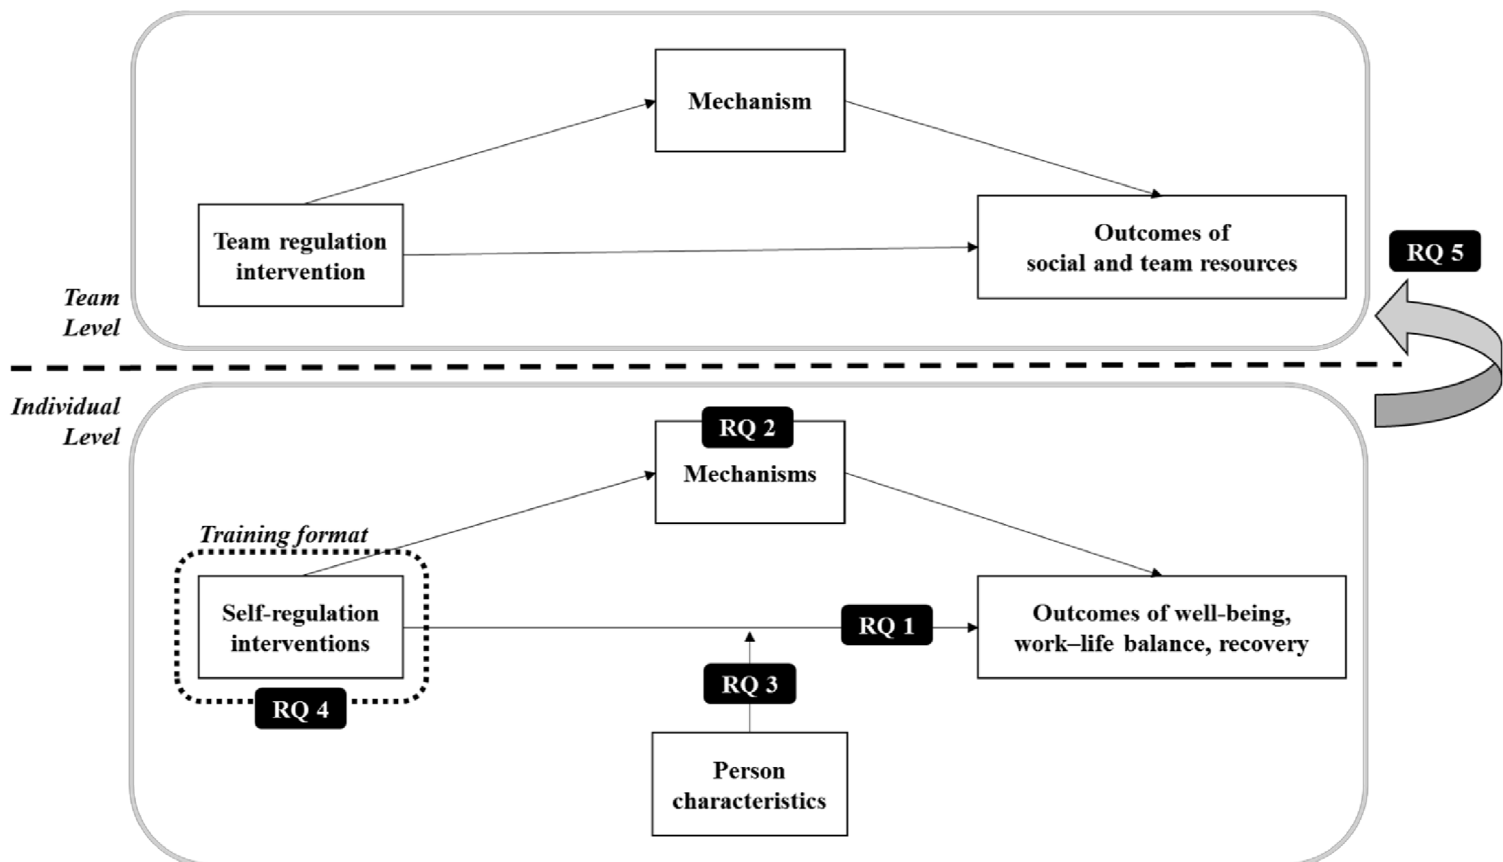 Mechanism
Team regulation
intervention
Outcomes of
social and team resources
RQ 5
Team
Level
Individual
Level
RQ 2
Mechanisms
Training format
Self-regulation
interventions
RQ 1
Outcomes of well-being,
work–life balance, recovery
RQ 3
RQ 4
Person
characteristics